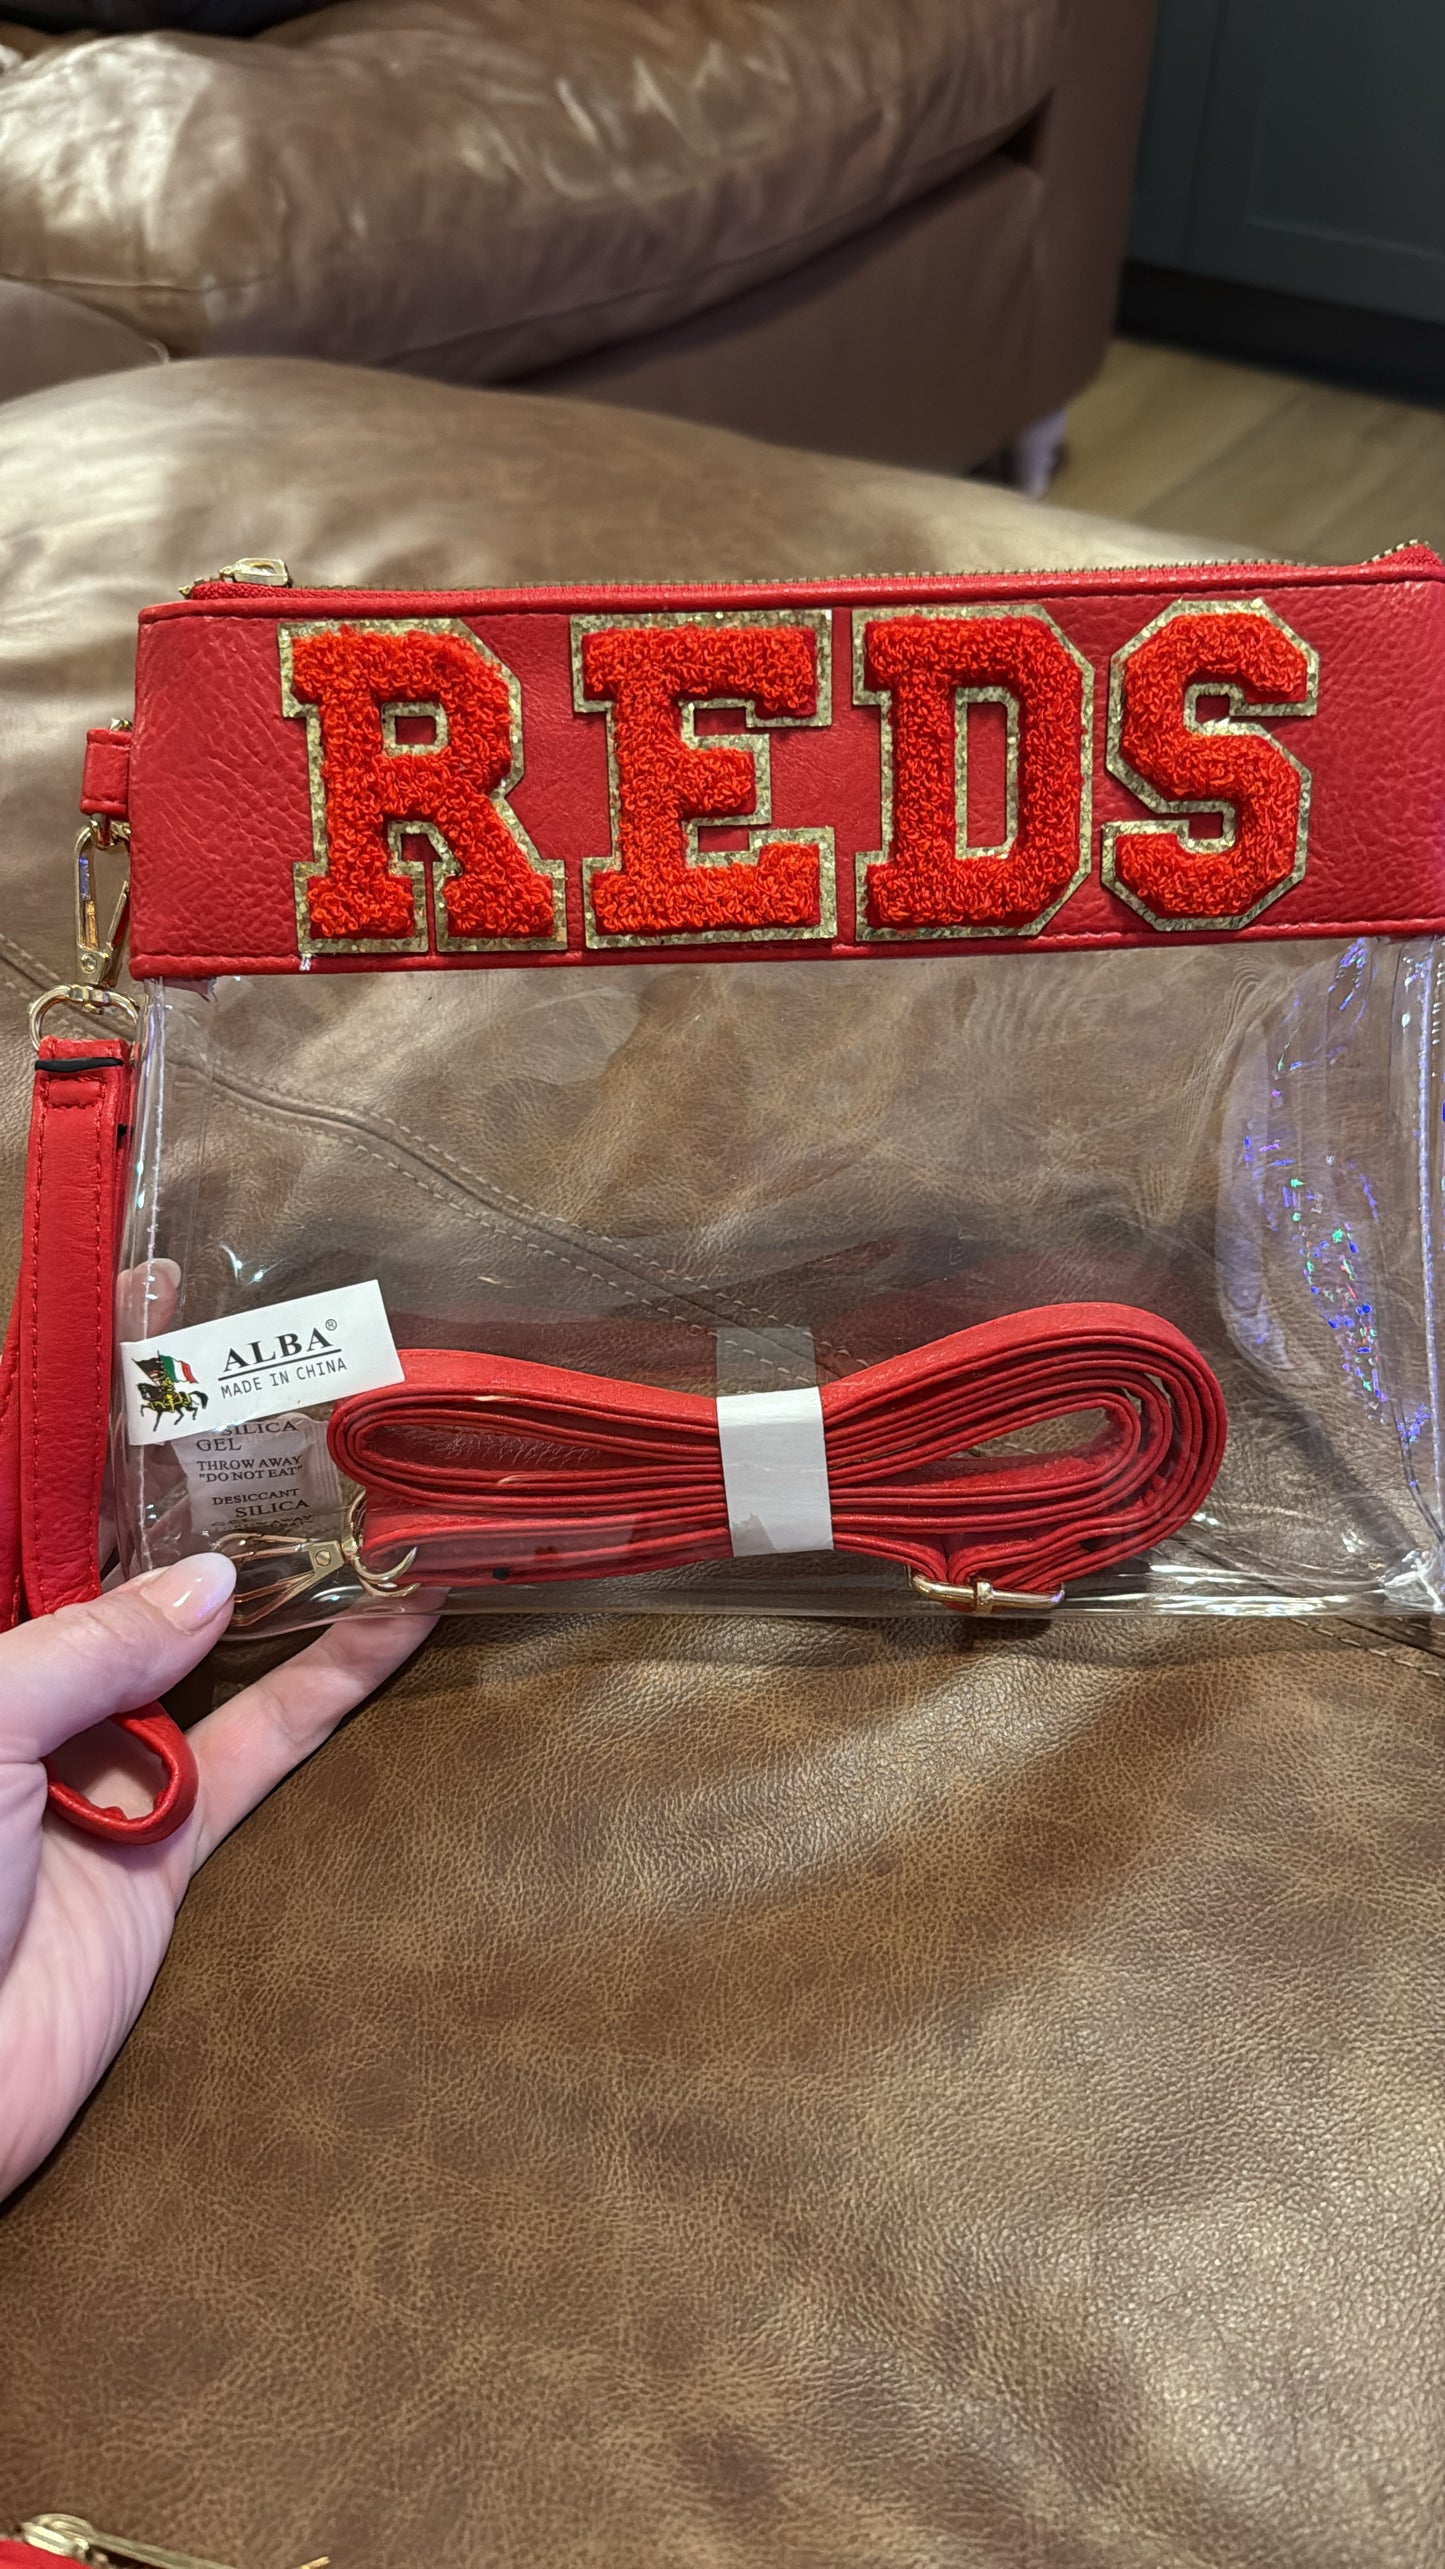 REDS
ALBA®
MADE IN CHINA
SILICA
GEL
THROW AWAY
"DO NOT EAT"
DESICCANT
SILICA